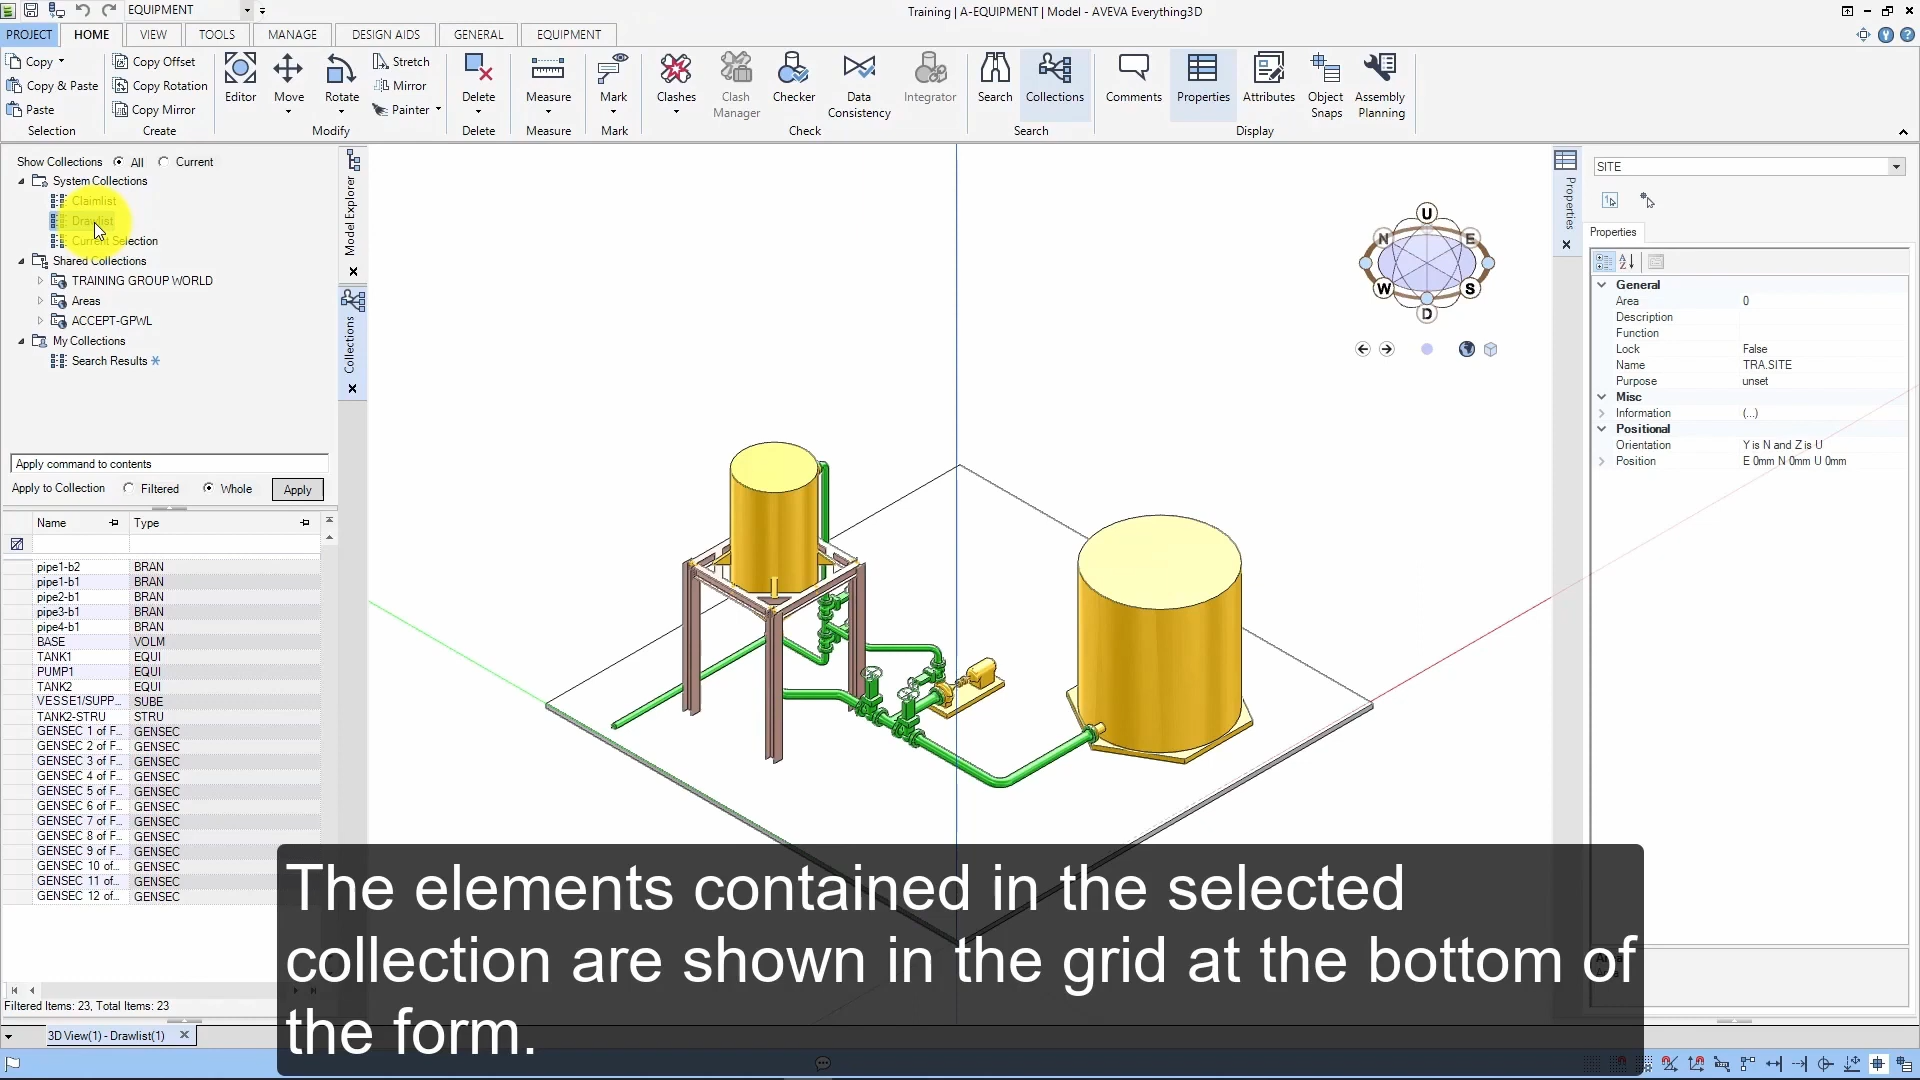 EQUIPMENT
Training | A-EQUIPMENT | Model - AVEVA Everything3D
PROJECT HOME VIEW TOOLS MANAGE DESIGN AIDS GENERAL EQUIPMENT
Copy
Copy & Paste
Paste
Selection
Copy Offset
Copy Rotation
Copy Mirror
Create
Editor
Move
Rotate
Stretch
Mirror
Painter
Modify
Delete
Delete
Measure
Measure
Mark
Mark
Clashes
Clash Manager
Checker
Data Consistency
Integrator
Check
Search
Collections
Search
Comments
Properties
Attributes
Object Snaps
Assembly Planning
Display
Show Collections All Current
System Collections
Claimlist
Drawlist
Current Selection
Shared Collections
TRAINING GROUP WORLD
Areas
ACCEPT-GPWL
My Collections
Search Results
Model Explorer
Collections
Apply command to contents
Apply to Collection Filtered Whole Apply
Name Type
pipe1-b2 BRAN
pipe1-b1 BRAN
pipe2-b1 BRAN
pipe3-b1 BRAN
pipe4-b1 BRAN
BASE VOLM
TANK1 EQUI
PUMP1 EQUI
TANK2 EQUI
VESSE1/SUPP... SUBE
TANK2-STRU STRU
GENSEC 1 of F... GENSEC
GENSEC 2 of F... GENSEC
GENSEC 3 of F... GENSEC
GENSEC 4 of F... GENSEC
GENSEC 5 of F... GENSEC
GENSEC 6 of F... GENSEC
GENSEC 7 of F... GENSEC
GENSEC 8 of F... GENSEC
GENSEC 9 of F... GENSEC
GENSEC 10 of... GENSEC
GENSEC 11 of... GENSEC
GENSEC 12 of... GENSEC
Filtered Items: 23, Total Items: 23
3D View(1) - Drawlist(1)
U
N E
W S
D
Properties
SITE
Properties
General
Area 0
Description
Function
Lock False
Name TRA.SITE
Purpose unset
Misc
Information (...)
Positional
Orientation Y is N and Z is U
Position E 0mm N 0mm U 0mm
The elements contained in the selected
collection are shown in the grid at the bottom of
the form.